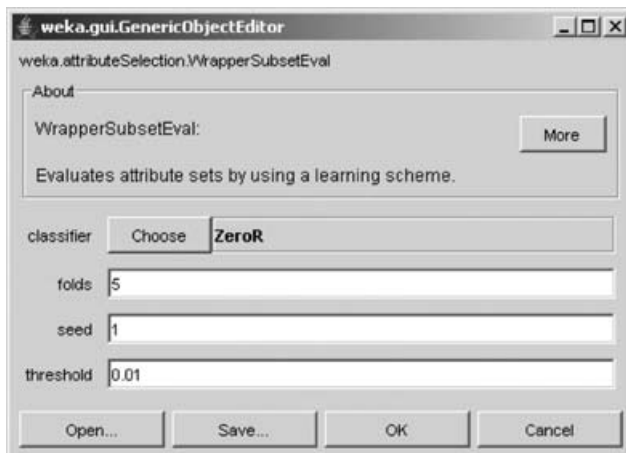 weka.gui.GenericObjectEditor
weka.attributeSelection.WrapperSubsetEval
About
WrapperSubsetEval:
More
Evaluates attribute sets by using a learning scheme.
classifier Choose ZeroR
folds 5
seed 1
threshold 0.01
Open... Save... OK Cancel